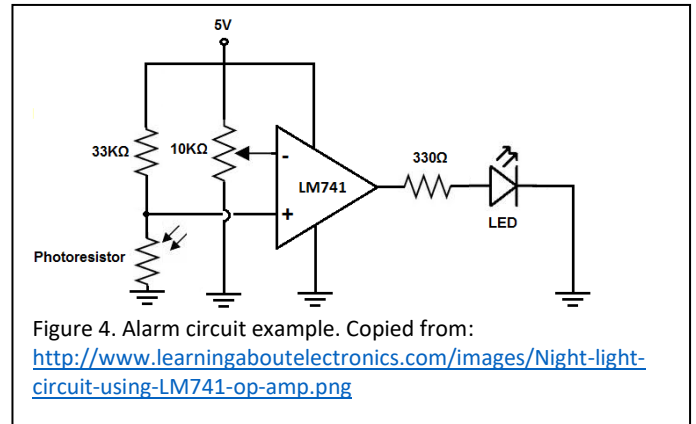 5V
33KΩ
10KΩ
-
LM741
+
330Ω
LED
Photoresistor
Figure 4. Alarm circuit example. Copied from:
http://www.learningaboutelectronics.com/images/Night-light-
circuit-using-LM741-op-amp.png